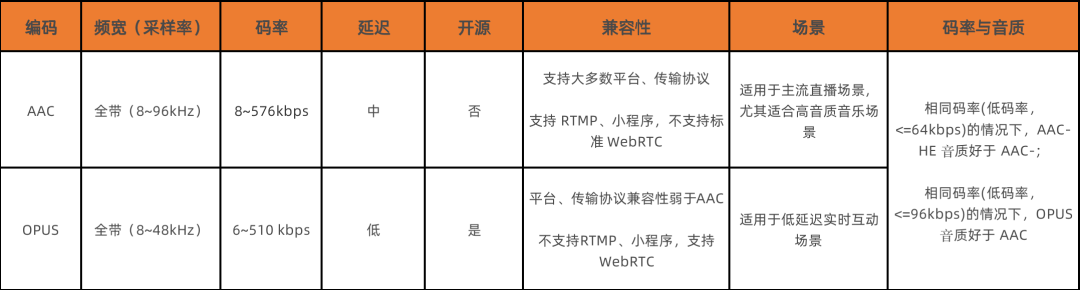 编码
频宽（采样率）
码率
延迟
开源
兼容性
场景
码率与音质
AAC
全带（8~96kHz）
8~576kbps
中
否
支持大多数平台、传输协议
支持 RTMP、小程序，不支持标
准 WebRTC
适用于主流直播场景，
尤其适合高音质音乐场
景
相同码率(低码率，
<=64kbps)的情况下，AAC-
HE 音质好于 AAC-；
相同码率(低码率，
<=96kbps)的情况下，OPUS
音质好于 AAC
OPUS
全带（8~48kHz）
6~510 kbps
低
是
平台、传输协议兼容性弱于AAC
不支持RTMP、小程序，支持
WebRTC
适用于低延迟实时互动
场景